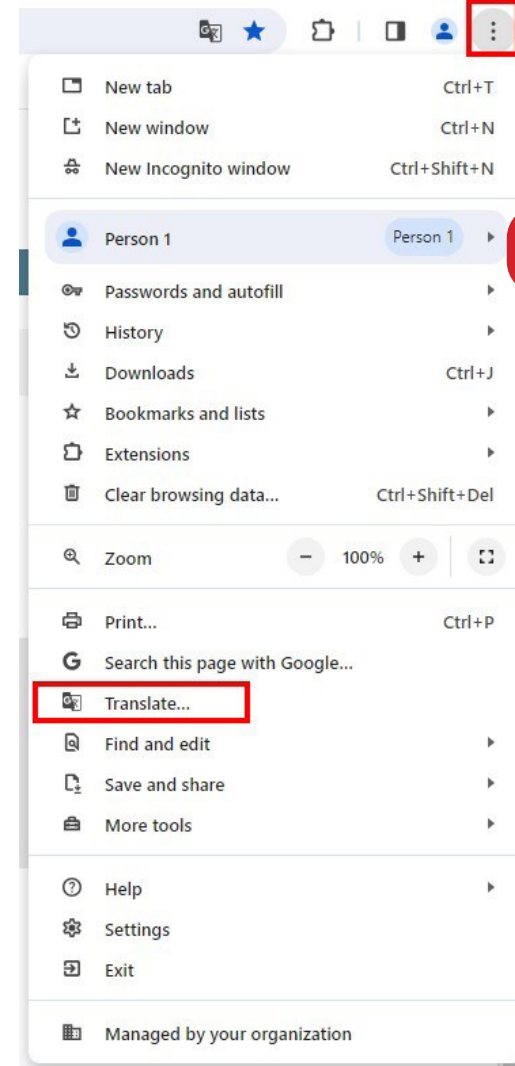 New tab Ctrl+T
New window Ctrl+N
New Incognito window Ctrl+Shift+N
Person 1 Person 1
Passwords and autofill
History
Downloads Ctrl+J
Bookmarks and lists
Extensions
Clear browsing data... Ctrl+Shift+Del
Zoom − 100% +
Print... Ctrl+P
G Search this page with Google...
Translate...
Find and edit
Save and share
More tools
Help
Settings
Exit
Managed by your organization